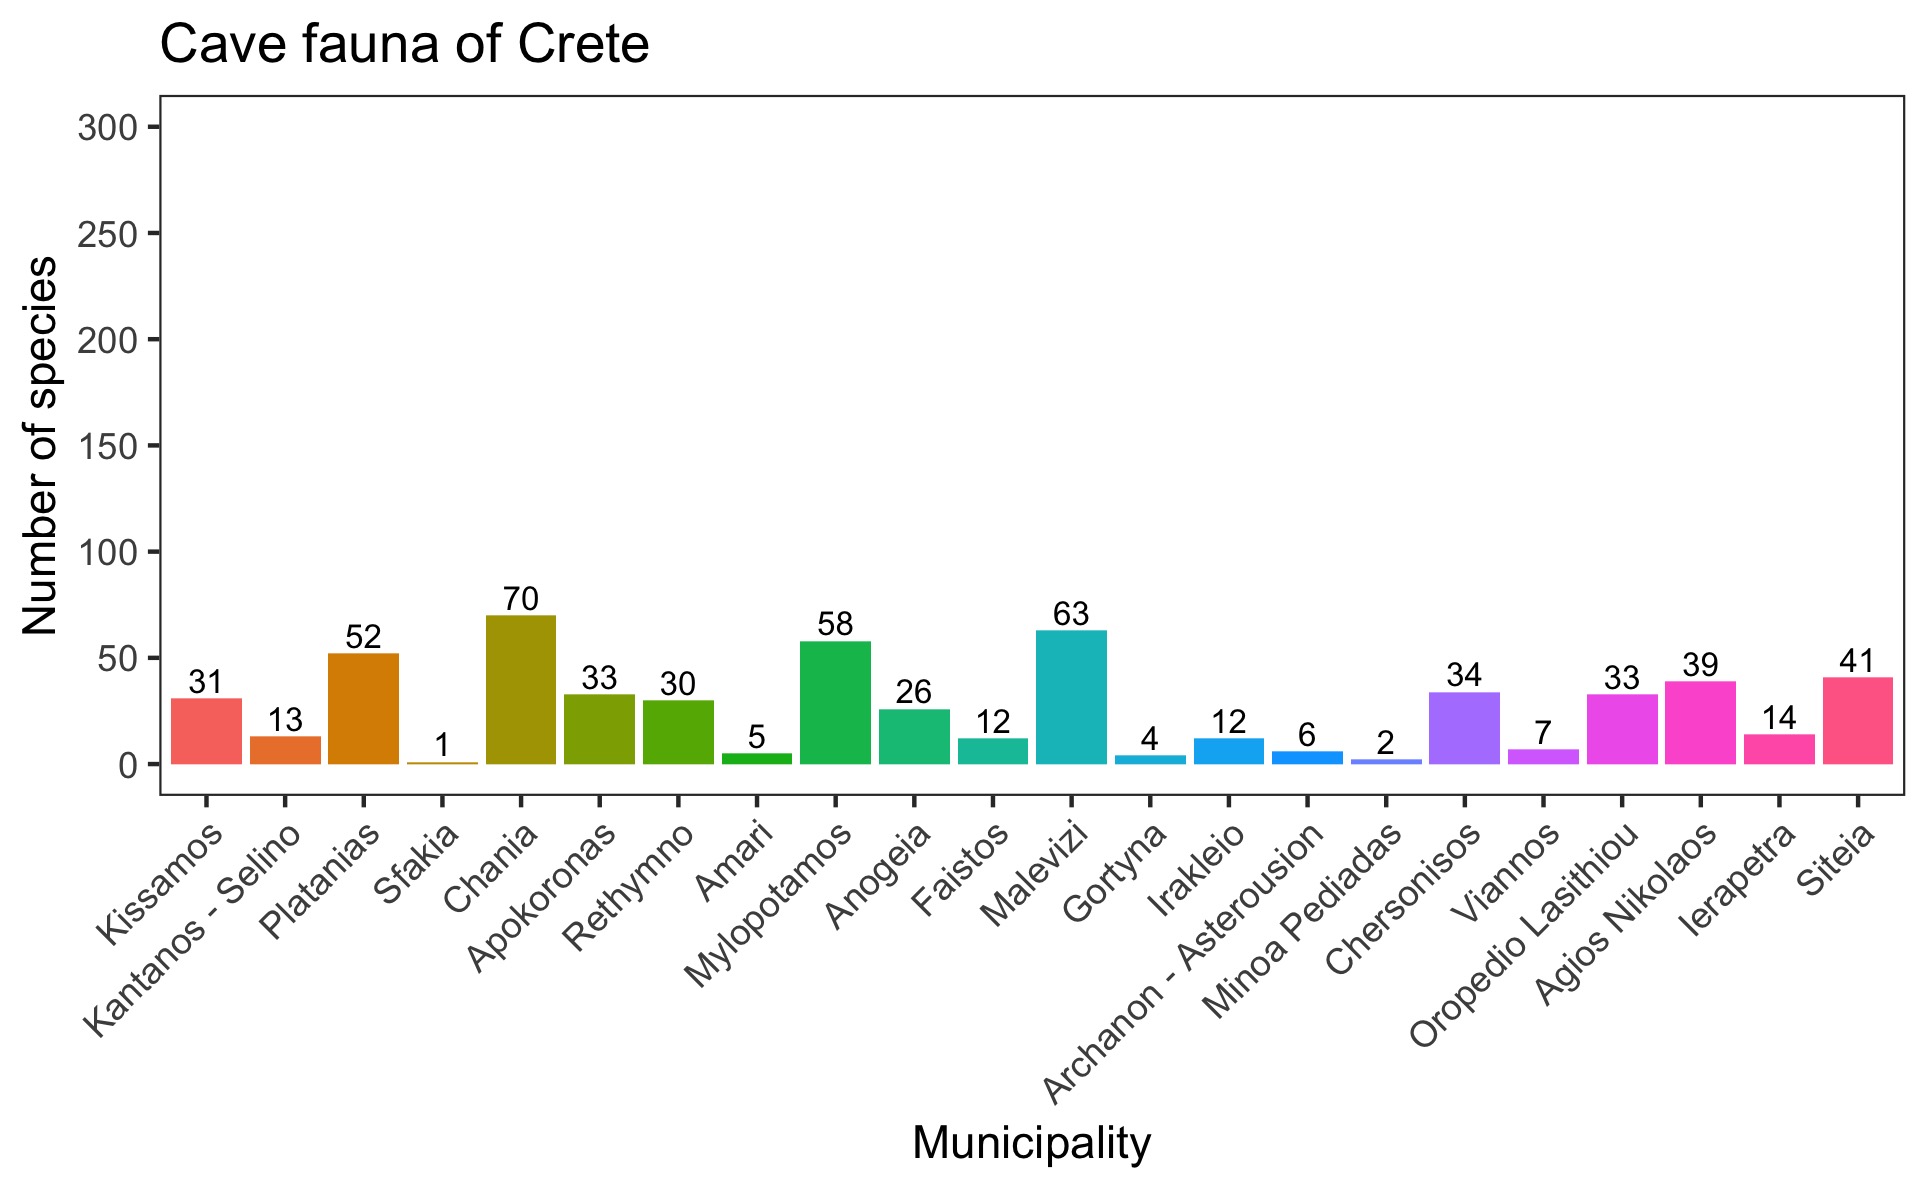 Cave fauna of Crete
Number of species
300
250
200
150
100
50
0
31
13
52
1
70
33
30
5
58
26
12
63
4
12
6
2
34
7
33
39
14
41
Kissamos
Kantanos - Selino
Platanias
Sfakia
Chania
Apokoronas
Rethymno
Amari
Mylopotamos
Anogeia
Faistos
Malevizi
Gortyna
Irakleio
Archanon - Asterousion
Minoa Pediadas
Chersonisos
Viannos
Oropedio Lasithiou
Agios Nikolaos
Ierapetra
Siteia
Municipality